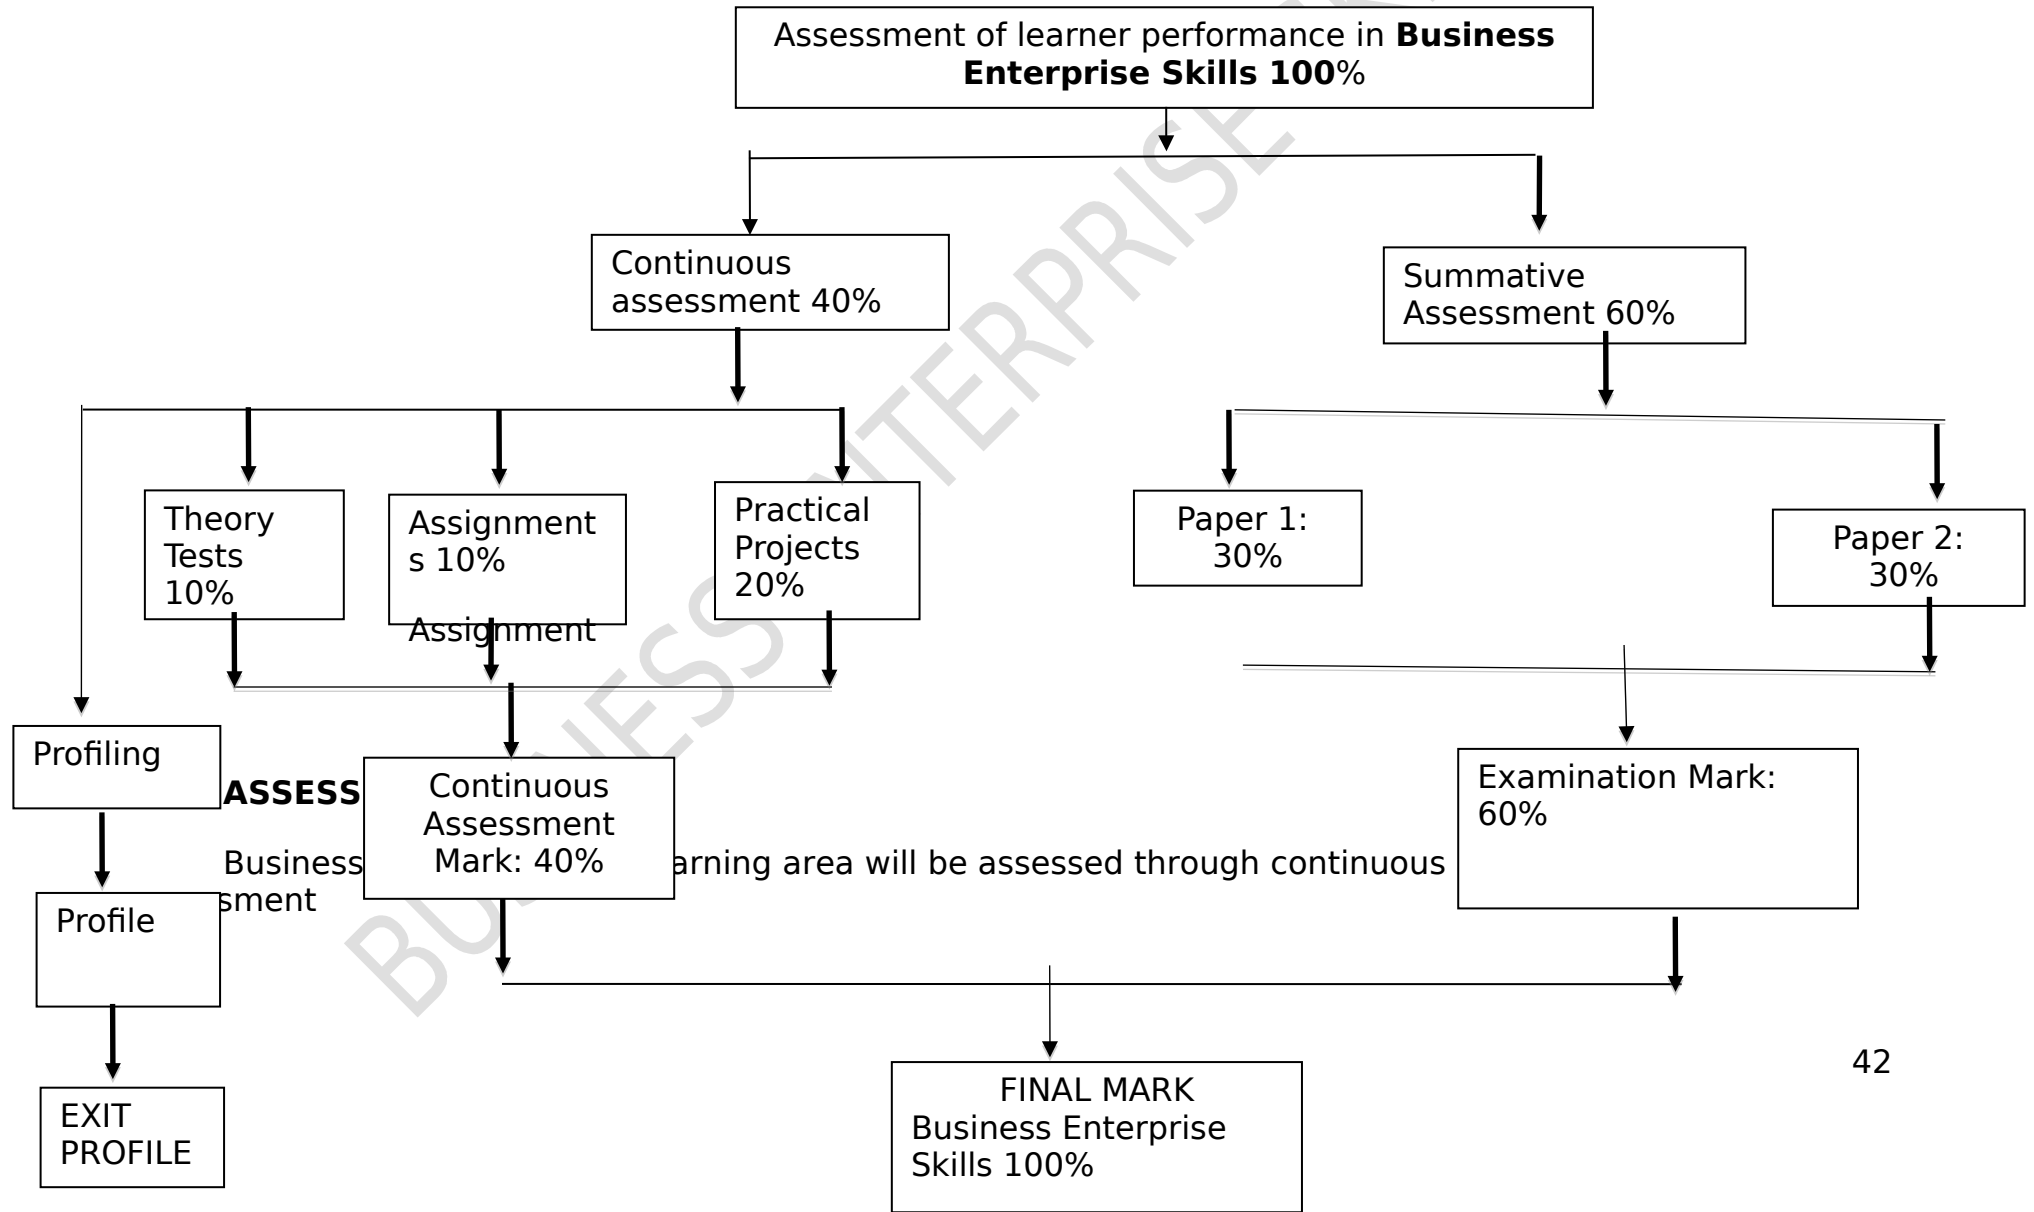 Assessment of learner performance in Business
Enterprise Skills 100%
Continuous
assessment 40%
Summative
Assessment 60%
Theory
Tests
10%
Assignment
s 10%
Assignment
Practical
Projects
20%
Paper 1:
30%
Paper 2:
30%
Profiling
ASSESS
Continuous
Assessment
Mark: 40%
Examination Mark:
60%
Business arning area will be assessed through continuous
sment
Profile
EXIT
PROFILE
FINAL MARK
Business Enterprise
Skills 100%
42
BUSINESS ENTERPRISE